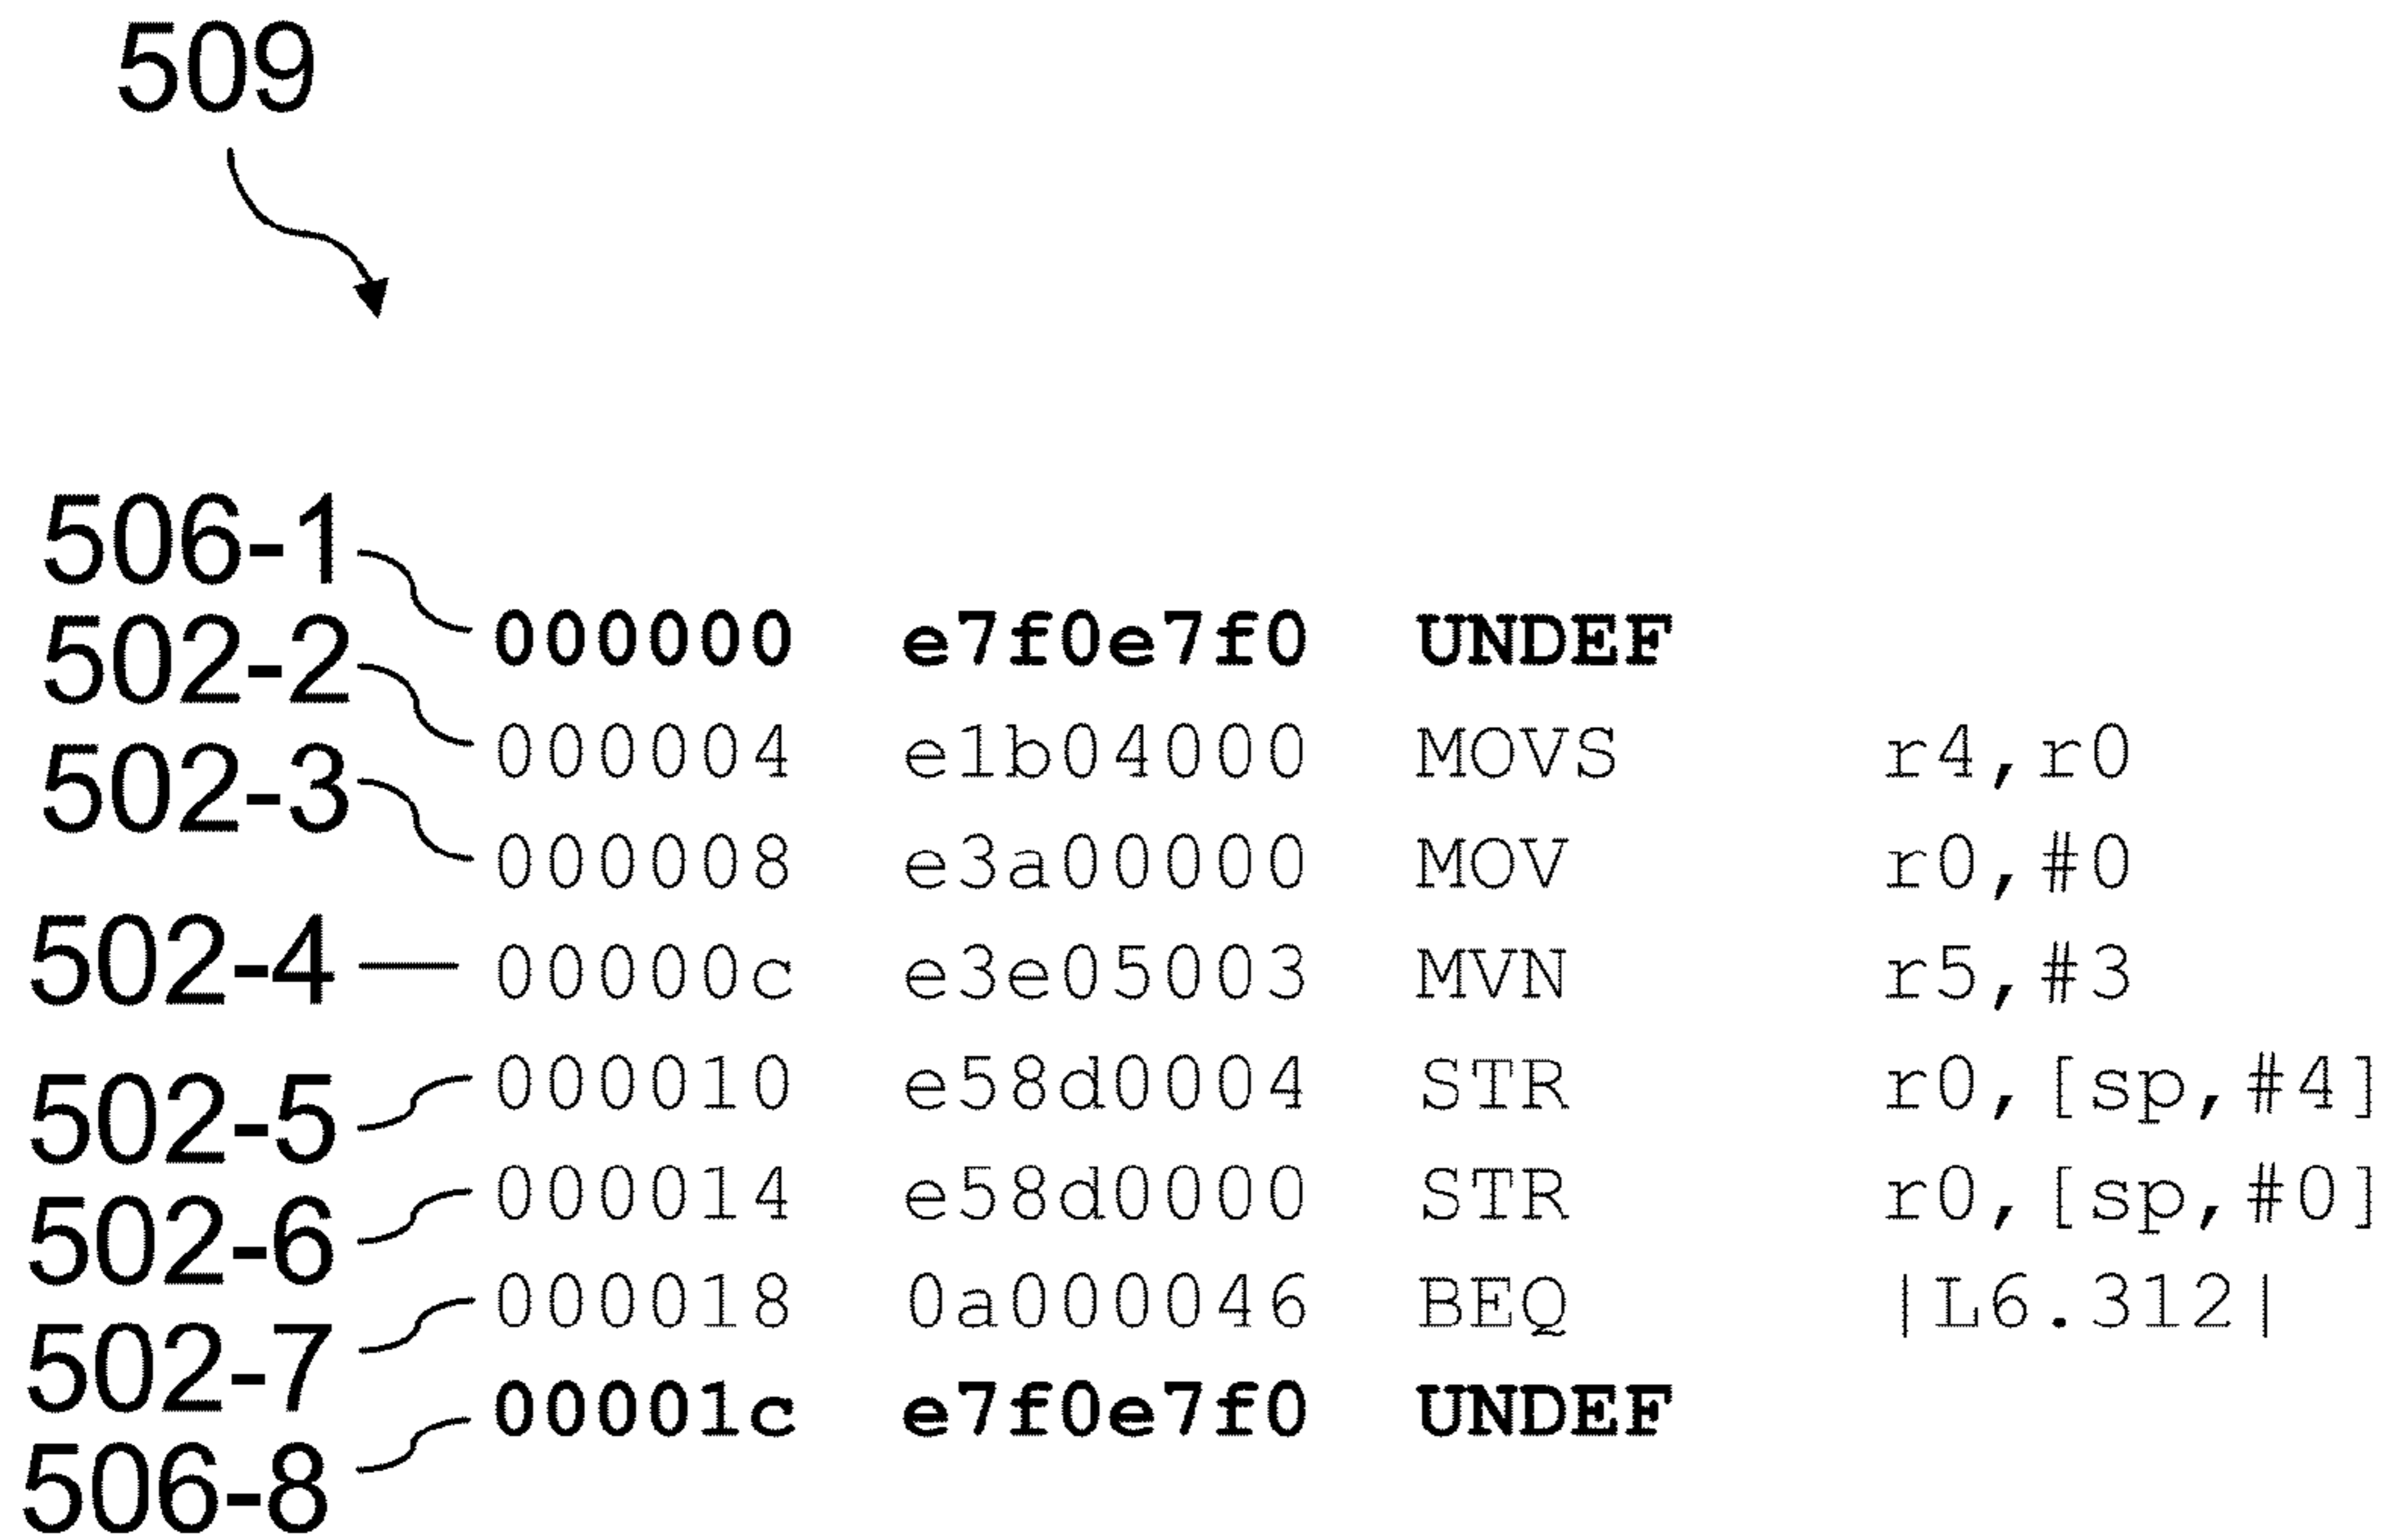 509
506-1 000000 e7f0e7f0 UNDEF
502-2 000004 e1b04000 MOVS r4,r0
502-3 000008 e3a00000 MOV r0,#0
502-4 00000c e3e05003 MVN r5,#3
502-5 000010 e58d0004 STR r0,[sp,#4]
502-6 000014 e58d0000 STR r0,[sp,#0]
502-7 000018 0a000046 BEQ |L6.312|
506-8 00001c e7f0e7f0 UNDEF